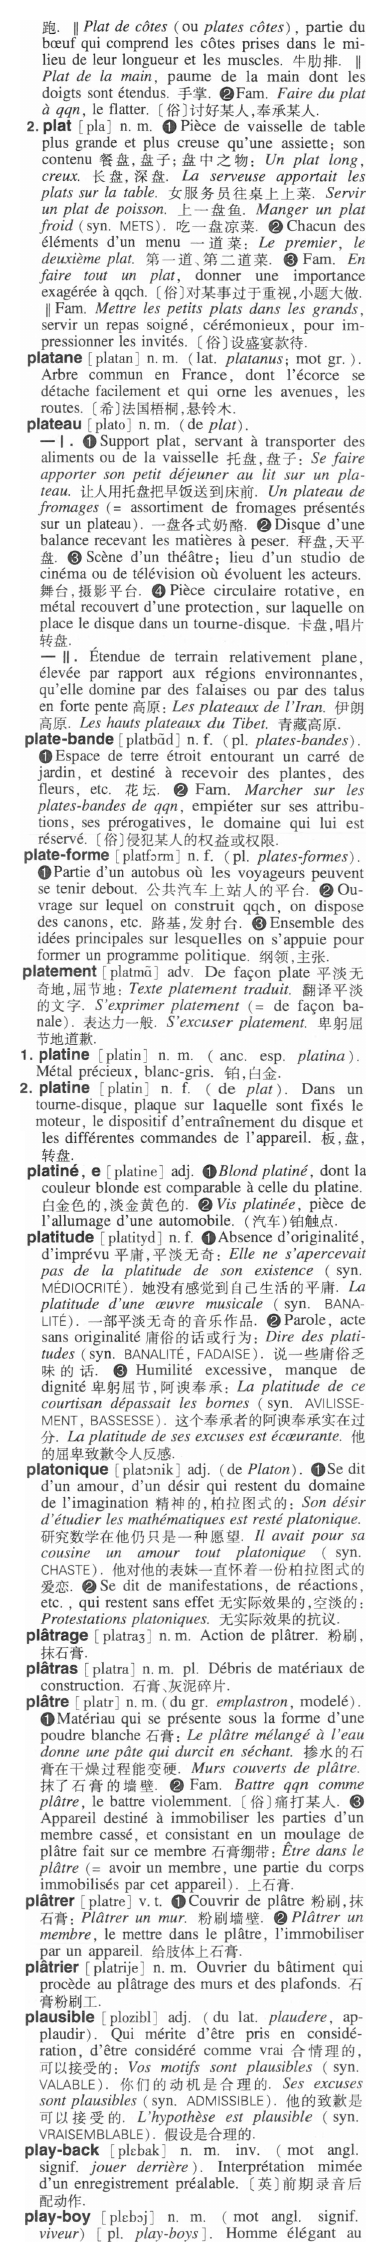 跑. ‖ Plat de côtes (ou plates côtes), partie du
bœuf qui comprend les côtes prises dans le mi-
lieu de leur longueur et les muscles. 牛肋排. ‖
Plat de la main, paume de la main dont les
doigts sont étendus. 手掌. ❷Fam. Faire du plat
à qqn, le flatter. [俗]讨好某人,奉承某人.
2. plat [pla] n. m. ❶ Pièce de vaisselle de table
plus grande et plus creuse qu'une assiette; son
contenu 餐盘,盘子; 盘中之物: Un plat long,
creux. 长盘,深盘. La serveuse apportait les
plats sur la table. 女服务员往桌上上菜. Servir
un plat de poisson. 上一盘鱼. Manger un plat
froid (syn. METS). 吃一盘凉菜. ❷ Chacun des
éléments d'un menu 一道菜: Le premier, le
deuxième plat. 第一道、第二道菜. ❸ Fam. En
faire tout un plat, donner une importance
exagérée à qqch. [俗]对某事过于重视,小题大做.
‖ Fam. Mettre les petits plats dans les grands,
servir un repas soigné, cérémonieux, pour im-
pressionner les invités. [俗]设盛宴款待.
platane [platan] n. m. (lat. platanus; mot gr.).
Arbre commun en France, dont l'écorce se
détache facilement et qui orne les avenues, les
routes. [希]法国梧桐,悬铃木.
plateau [plato] n. m. (de plat).
— Ⅰ. ❶ Support plat, servant à transporter des
aliments ou de la vaisselle 托盘,盘子: Se faire
apporter son petit déjeuner au lit sur un pla-
teau. 让人用托盘把早饭送到床前. Un plateau de
fromages (= assortiment de fromages présentés
sur un plateau). 一盘各式奶酪. ❷ Disque d'une
balance recevant les matières à peser. 秤盘,天平
盘. ❸ Scène d'un théâtre; lieu d'un studio de
cinéma ou de télévision où évoluent les acteurs.
舞台,摄影平台. ❹ Pièce circulaire rotative, en
métal recouvert d'une protection, sur laquelle on
place le disque dans un tourne-disque. 卡盘,唱片
转盘.
— Ⅱ. Étendue de terrain relativement plane,
élevée par rapport aux régions environnantes,
qu'elle domine par des falaises ou par des talus
en forte pente 高原: Les plateaux de l'Iran. 伊朗
高原. Les hauts plateaux du Tibet. 青藏高原.
plate-bande [platbɑ̃d] n. f. (pl. plates-bandes).
❶Espace de terre étroit entourant un carré de
jardin, et destiné à recevoir des plantes, des
fleurs, etc. 花坛. ❷ Fam. Marcher sur les
plates-bandes de qqn, empiéter sur ses attribu-
tions, ses prérogatives, le domaine qui lui est
réservé. [俗]侵犯某人的权益或权限.
plate-forme [platfɔrm] n. f. (pl. plates-formes).
❶Partie d'un autobus où les voyageurs peuvent
se tenir debout. 公共汽车上站人的平台. ❷ Ou-
vrage sur lequel on construit qqch, on dispose
des canons, etc. 路基,发射台. ❸ Ensemble des
idées principales sur lesquelles on s'appuie pour
former un programme politique. 纲领,主张.
platement [platmɑ̃] adv. De façon plate 平淡无
奇地,屈节地: Texte platement traduit. 翻译平淡
的文字. S'exprimer platement (= de façon ba-
nale). 表达力一般. S'excuser platement. 卑躬屈
节地道歉.
1. platine [platin] n. m. (anc. esp. platina).
Métal précieux, blanc-gris. 铂,白金.
2. platine [platin] n. f. (de plat). Dans un
tourne-disque, plaque sur laquelle sont fixés le
moteur, le dispositif d'entraînement du disque et
les différentes commandes de l'appareil. 板,盘,
转盘.
platiné, e [platine] adj. ❶Blond platiné, dont la
couleur blonde est comparable à celle du platine.
白金色的,淡金黄色的. ❷ Vis platinée, pièce de
l'allumage d'une automobile. (汽车)铂触点.
platitude [platityd] n. f. ❶Absence d'originalité,
d'imprévu 平庸,平淡无奇: Elle ne s'apercevait
pas de la platitude de son existence (syn.
MÉDIOCRITÉ). 她没有感觉到自己生活的平庸. La
platitude d'une œuvre musicale (syn. BANA-
LITÉ). 一部平淡无奇的音乐作品. ❷ Parole, acte
sans originalité 庸俗的话或行为: Dire des plati-
tudes (syn. BANALITÉ, FADAISE). 说一些庸俗乏
味的话. ❸ Humilité excessive, manque de
dignité 卑躬屈节,阿谀奉承: La platitude de ce
courtisan dépassait les bornes (syn. AVILISSE-
MENT, BASSESSE). 这个奉承者的阿谀奉承实在过
分. La platitude de ses excuses est écœurante. 他
的屈卑致歉令人反感.
platonique [platɔnik] adj. (de Platon). ❶Se dit
d'un amour, d'un désir qui restent du domaine
de l'imagination 精神的,柏拉图式的: Son désir
d'étudier les mathématiques est resté platonique.
研究数学在他仍只是一种愿望. Il avait pour sa
cousine un amour tout platonique (syn.
CHASTE). 他对他的表妹一直怀着一份柏拉图式的
爱恋. ❷ Se dit de manifestations, de réactions,
etc., qui restent sans effet 无实际效果的,空淡的:
Protestations platoniques. 无实际效果的抗议.
plâtrage [platraʒ] n. m. Action de plâtrer. 粉刷,
抹石膏.
plâtras [platra] n. m. pl. Débris de matériaux de
construction. 石膏、灰泥碎片.
plâtre [platr] n. m. (du gr. emplastron, modelé).
❶Matériau qui se présente sous la forme d'une
poudre blanche 石膏: Le plâtre mélangé à l'eau
donne une pâte qui durcit en séchant. 掺水的石
膏在干燥过程能变硬. Murs couverts de plâtre.
抹了石膏的墙壁. ❷ Fam. Battre qqn comme
plâtre, le battre violemment. [俗]痛打某人. ❸
Appareil destiné à immobiliser les parties d'un
membre cassé, et consistant en un moulage de
plâtre fait sur ce membre 石膏绷带: Être dans le
plâtre (= avoir un membre, une partie du corps
immobilisés par cet appareil). 上石膏.
plâtrer [platre] v. t. ❶Couvrir de plâtre 粉刷,抹
石膏: Plâtrer un mur. 粉刷墙壁. ❷ Plâtrer un
membre, le mettre dans le plâtre, l'immobiliser
par un appareil. 给肢体上石膏.
plâtrier [platrije] n. m. Ouvrier du bâtiment qui
procède au plâtrage des murs et des plafonds. 石
膏粉刷工.
plausible [plozibl] adj. (du lat. plaudere, ap-
plaudir). Qui mérite d'être pris en considé-
ration, d'être considéré comme vrai 合情理的,
可以接受的: Vos motifs sont plausibles (syn.
VALABLE). 你们的动机是合理的. Ses excuses
sont plausibles (syn. ADMISSIBLE). 他的致歉是
可以接受的. L'hypothèse est plausible (syn.
VRAISEMBLABLE). 假设是合理的.
play-back [plɛbak] n. m. inv. (mot angl.
signif. jouer derrière). Interprétation mimée
d'un enregistrement préalable. [英]前期录音后
配动作.
play-boy [plɛbɔj] n. m. (mot angl. signif.
viveur) [pl. play-boys]. Homme élégant au